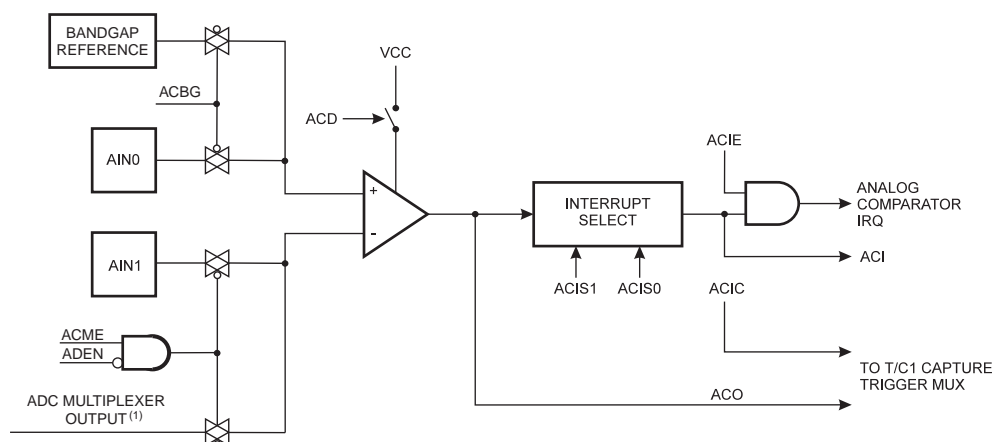 BANDGAP
REFERENCE
VCC
ACBG
ACD
AIN0
ACIE
INTERRUPT
SELECT
ANALOG
COMPARATOR
IRQ
+
-
AIN1
ACI
ACIS1
ACIS0
ACIC
ACME
ADEN
TO T/C1 CAPTURE
TRIGGER MUX
ADC MULTIPLEXER
OUTPUT(1)
ACO